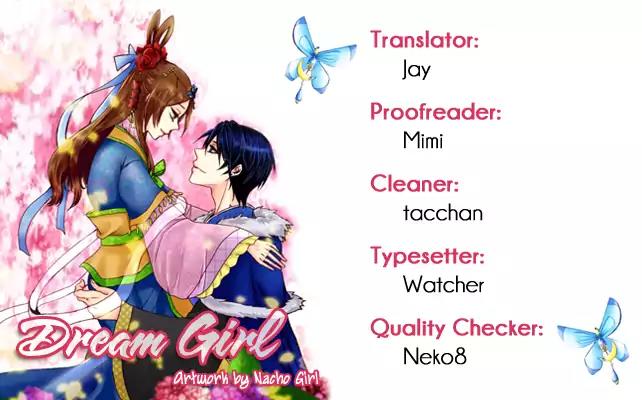 Dream Girl
Artwork by Nacho Girl
Translator:
Jay
Proofreader:
Mimi
Cleaner:
tacchan
Typesetter:
Watcher
Quality Checker:
Neko8